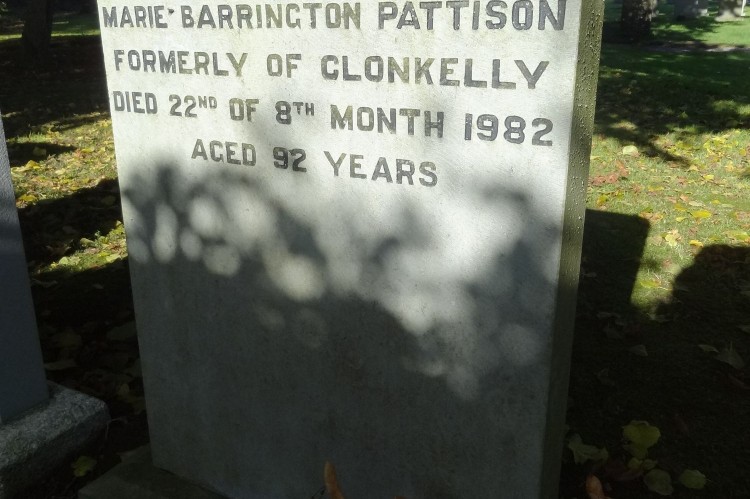 MARIE BARRINGTON PATTISON
FORMERLY OF CLONKELLY
DIED 22ND OF 8TH MONTH 1982
AGED 92 YEARS